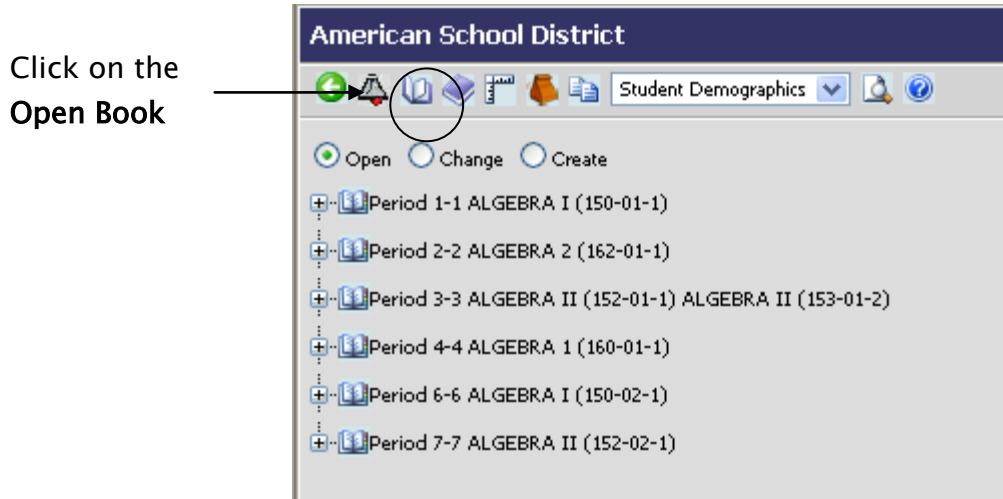 American School District
Click on the
Open Book
Student Demographics
Open Change Create
Period 1-1 ALGEBRA I (150-01-1)
Period 2-2 ALGEBRA 2 (162-01-1)
Period 3-3 ALGEBRA II (152-01-1) ALGEBRA II (153-01-2)
Period 4-4 ALGEBRA 1 (160-01-1)
Period 6-6 ALGEBRA I (150-02-1)
Period 7-7 ALGEBRA II (152-02-1)